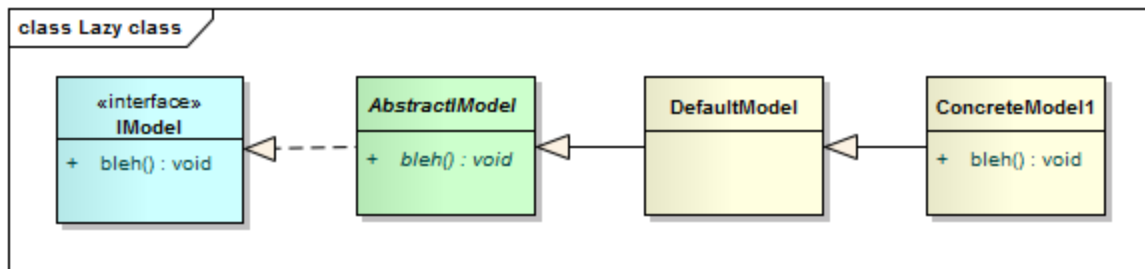 class Lazy class
«interface»
IModel
+ bleh() : void
AbstractIModel
+ bleh() : void
DefaultModel
ConcreteModel1
+ bleh() : void